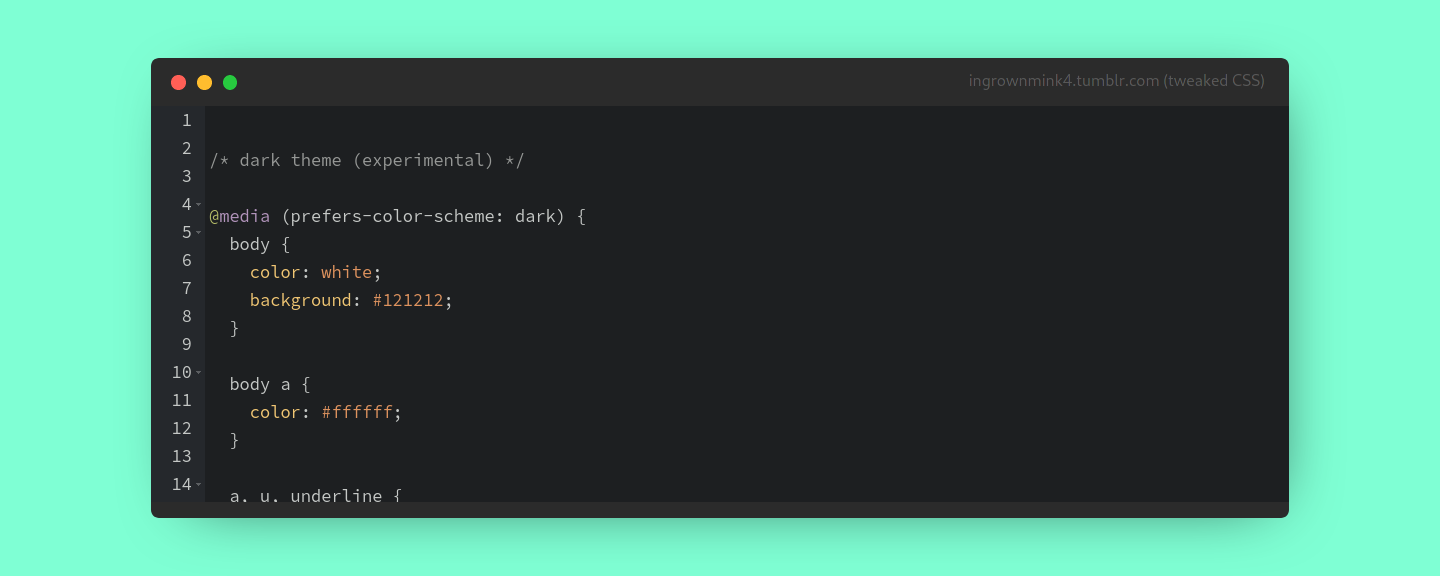 ingrownmink4.tumblr.com (tweaked CSS)
1
2 /* dark theme (experimental) */
3
4 @media (prefers-color-scheme: dark) {
5 body {
6 color: white;
7 background: #121212;
8 }
9
10 body a {
11 color: #ffffff;
12 }
13
14 a, u, underline {